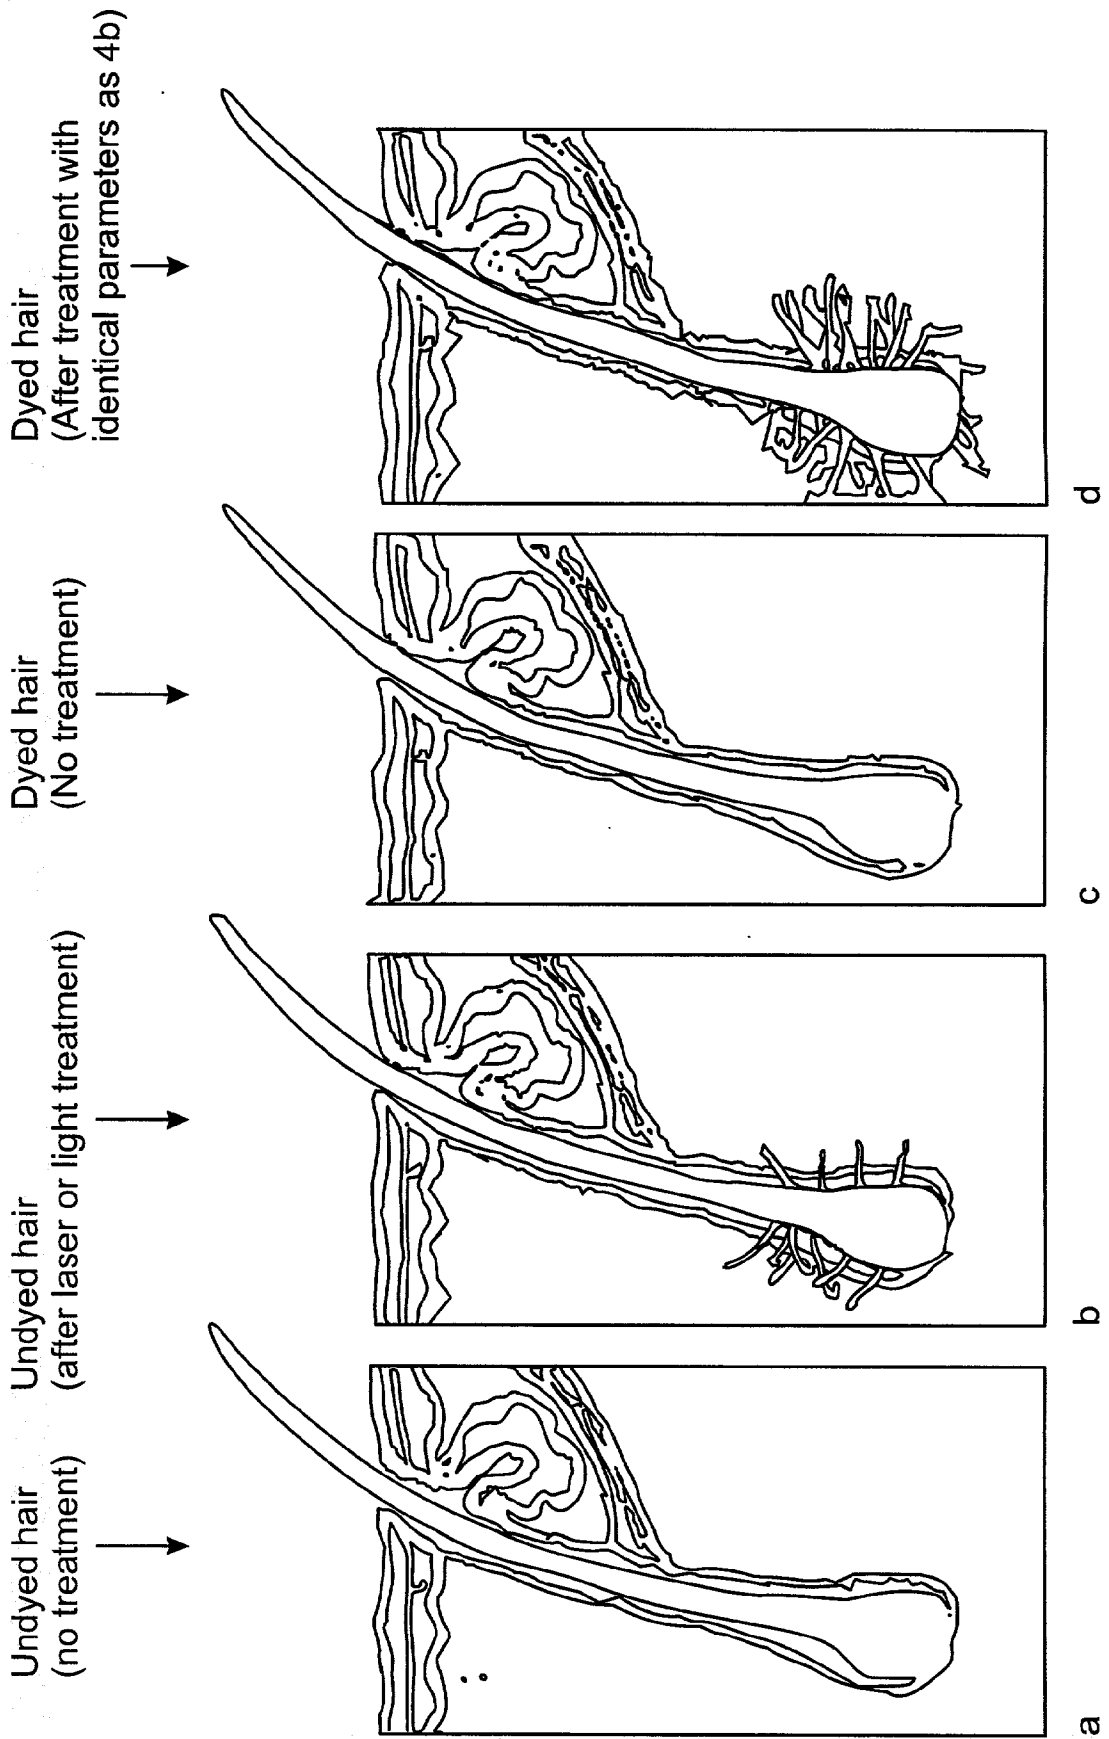 Undyed hair
(no treatment)
Undyed hair
(after laser or light treatment)
Dyed hair
(No treatment)
Dyed hair
(After treatment with
identical parameters as 4b)
a
b
c
d